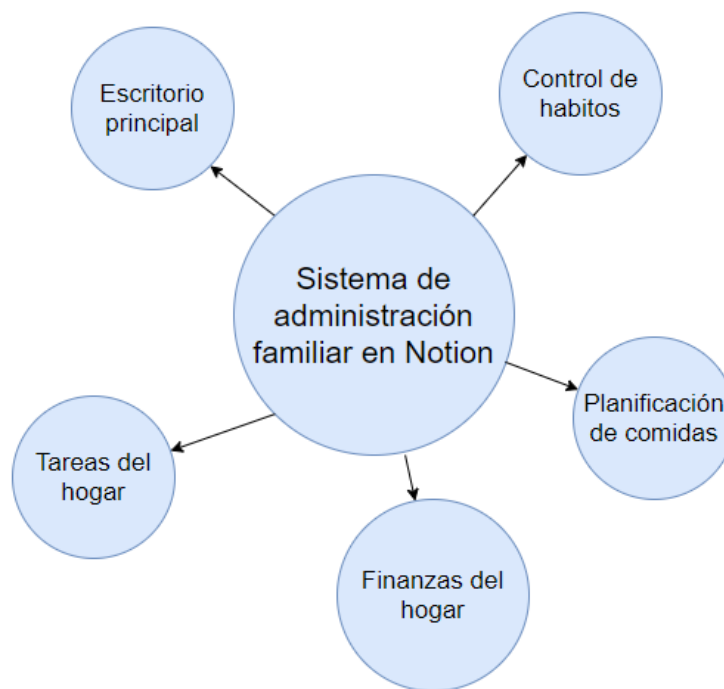 Escritorio
principal
Control de
habitos
Sistema de
administración
familiar en Notion
Planificación
de comidas
Tareas del
hogar
Finanzas del
hogar